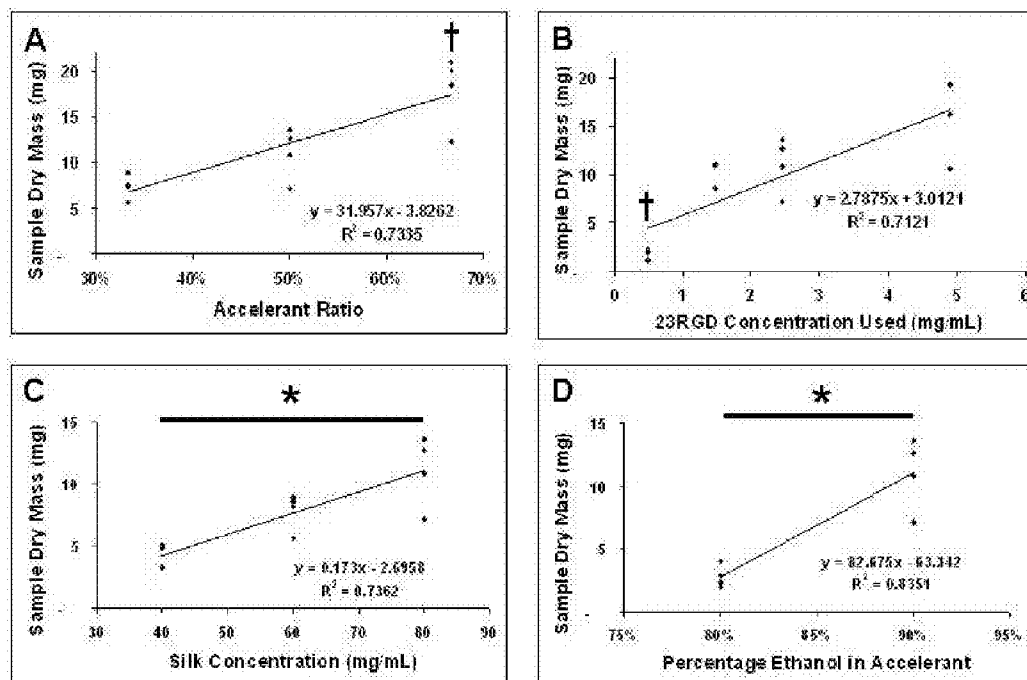 A
†
Sample Dry Mass (mg)
20
15
10
5
-
y = 31.957x - 3.8262
R² = 0.7335
30% 40% 50% 60% 70%
Accelerant Ratio
B
†
Sample Dry Mass (mg)
20
15
10
5
-
y = 2.7875x + 3.0121
R² = 0.7121
0 1 2 3 4 5 6
23RGD Concentration Used (mg/mL)
C
*
Sample Dry Mass (mg)
15
10
5
-
y = 0.173x - 2.6958
R² = 0.7362
30 40 50 60 70 80 90
Silk Concentration (mg/mL)
D
*
Sample Dry Mass (mg)
15
10
5
-
y = 82.675x - 63.342
R² = 0.8351
75% 80% 85% 90% 95%
Percentage Ethanol in Accelerant